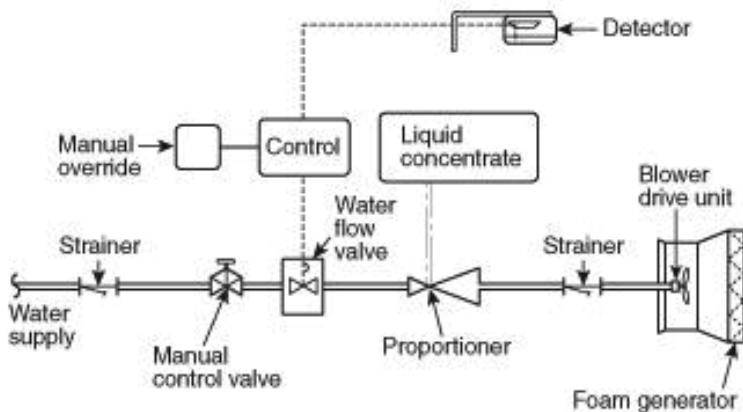 Detector
Manual
override
Control
Liquid
concentrate
Blower
drive unit
Water
flow
valve
Strainer
Strainer
Water
supply
Manual
control valve
Proportioner
Foam generator